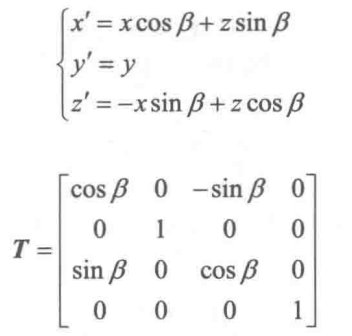 x' = x cos β + z sin β
y' = y
z' = −x sin β + z cos β
T = [cos β 0 −sin β 0
0 1 0 0
sin β 0 cos β 0
0 0 0 1]